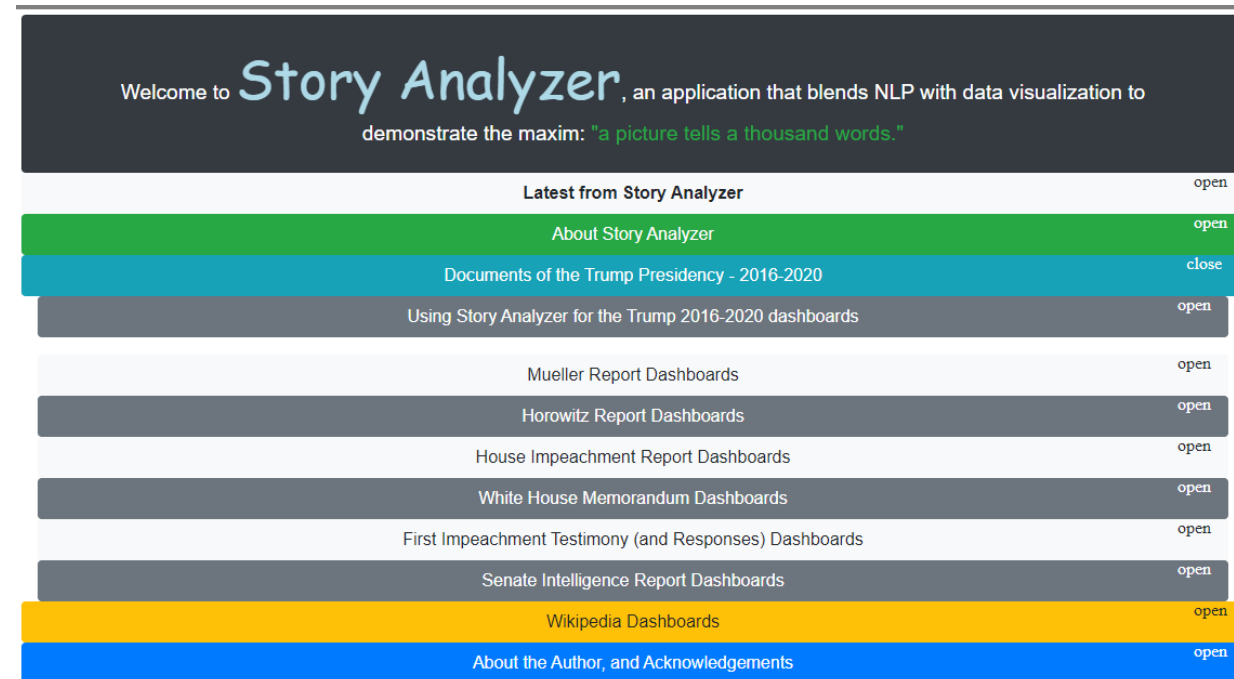 Welcome to Story Analyzer, an application that blends NLP with data visualization to
demonstrate the maxim: "a picture tells a thousand words."
Latest from Story Analyzer open
About Story Analyzer open
Documents of the Trump Presidency - 2016-2020 close
Using Story Analyzer for the Trump 2016-2020 dashboards open
Mueller Report Dashboards open
Horowitz Report Dashboards open
House Impeachment Report Dashboards open
White House Memorandum Dashboards open
First Impeachment Testimony (and Responses) Dashboards open
Senate Intelligence Report Dashboards open
Wikipedia Dashboards open
About the Author, and Acknowledgements open